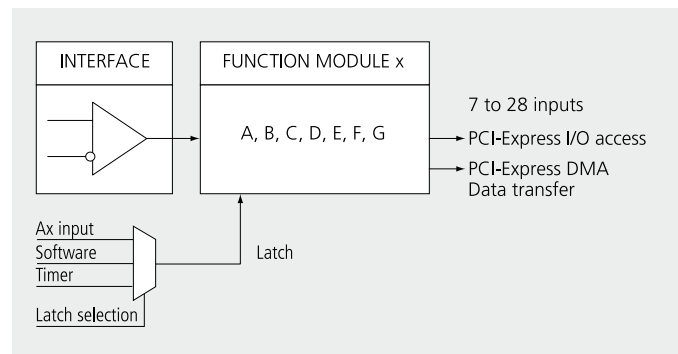 INTERFACE
FUNCTION MODULE x
A, B, C, D, E, F, G
7 to 28 inputs
PCI-Express I/O access
PCI-Express DMA
Data transfer
Ax input
Software
Timer
Latch
Latch selection